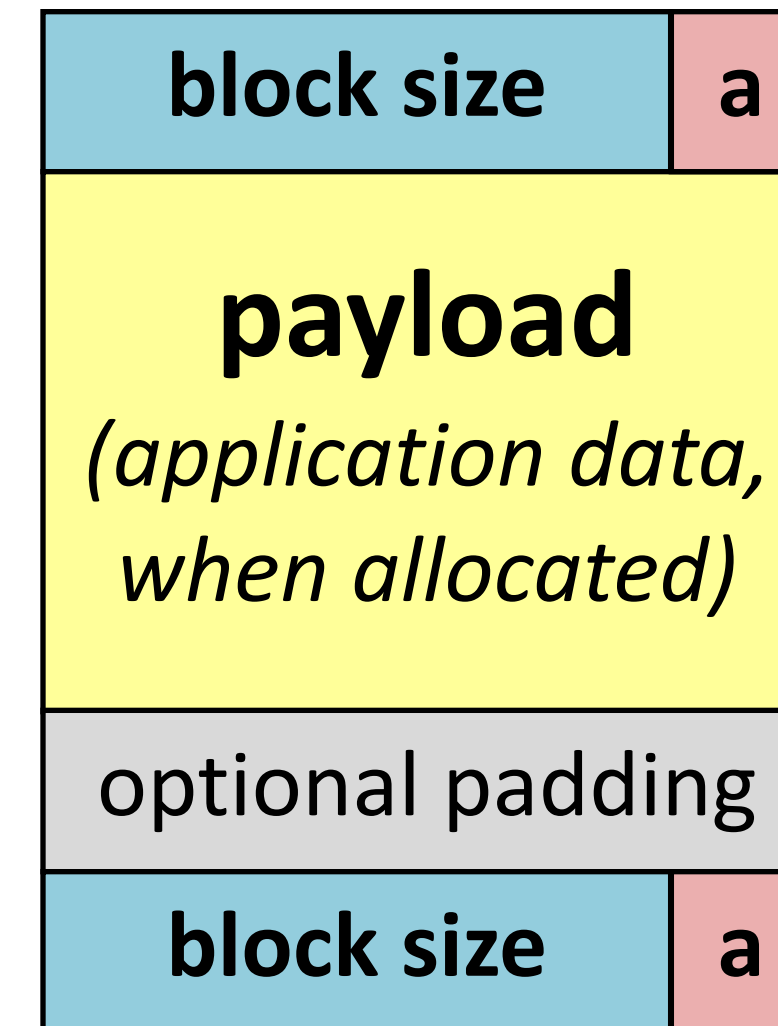 block size a
payload
(application data,
when allocated)
optional padding
block size a